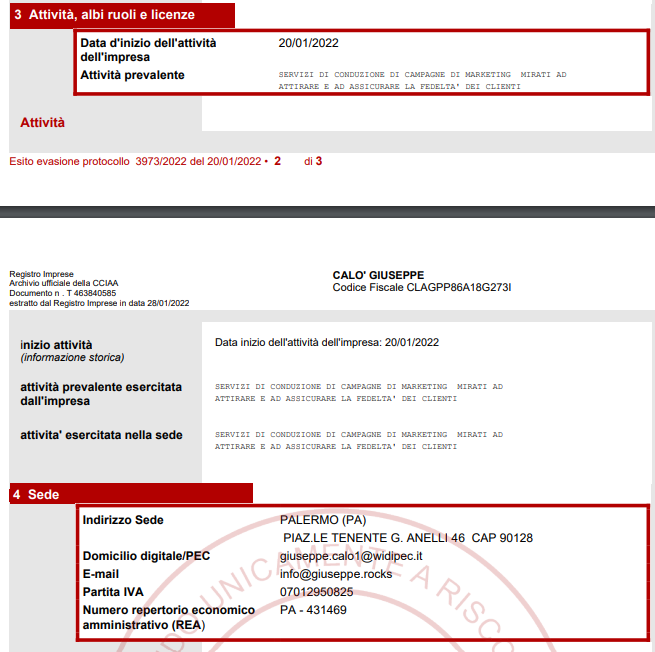 3 Attività, albi ruoli e licenze
Data d'inizio dell'attività 20/01/2022
dell'impresa
Attività prevalente SERVIZI DI CONDUZIONE DI CAMPAGNE DI MARKETING MIRATI AD
ATTIRARE E AD ASSICURARE LA FEDELTA' DEI CLIENTI
Attività
Esito evasione protocollo 3973/2022 del 20/01/2022 • 2 di 3
Registro Imprese
Archivio ufficiale della CCIAA
Documento n . T 463840585
estratto dal Registro Imprese in data 28/01/2022
CALO' GIUSEPPE
Codice Fiscale CLAGPP86A18G273I
inizio attività Data inizio dell'attività dell'impresa: 20/01/2022
(informazione storica)
attività prevalente esercitata SERVIZI DI CONDUZIONE DI CAMPAGNE DI MARKETING MIRATI AD
dall'impresa ATTIRARE E AD ASSICURARE LA FEDELTA' DEI CLIENTI
attivita' esercitata nella sede SERVIZI DI CONDUZIONE DI CAMPAGNE DI MARKETING MIRATI AD
ATTIRARE E AD ASSICURARE LA FEDELTA' DEI CLIENTI
4 Sede
Indirizzo Sede PALERMO (PA)
PIAZ.LE TENENTE G. ANELLI 46 CAP 90128
Domicilio digitale/PEC giuseppe.calo1@widipec.it
E-mail info@giuseppe.rocks
Partita IVA 07012950825
Numero repertorio economico PA - 431469
amministrativo (REA)
UNICAMENTE A